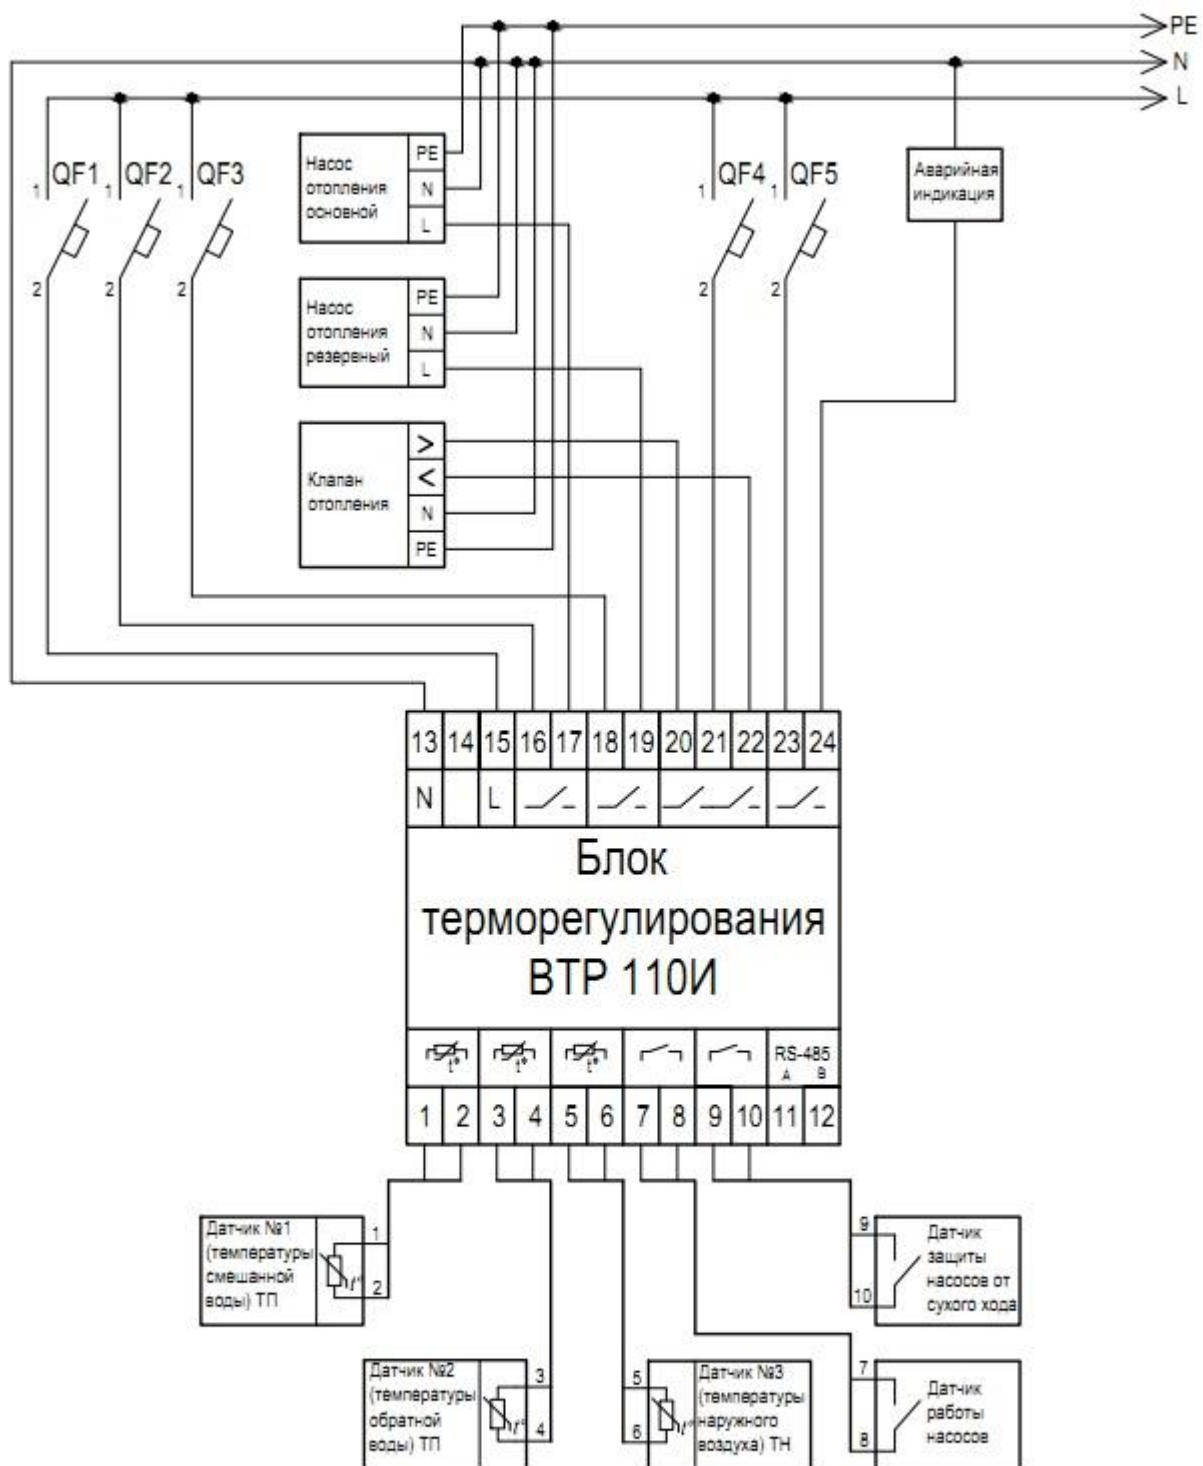 PE
N
L
QF1
QF2
QF3
QF4
QF5
1
1
1
1
1
2
2
2
2
2
Насос
отопления
основной
PE
N
L
Насос
отопления
резервный
PE
N
L
Клапан
отопления
>
<
N
PE
Аварийная
индикация
13 14 15 16 17 18 19 20 21 22 23 24
N L
Блок
терморегулирования
ВТР 110И
t° t° t° RS-485
A B
1 2 3 4 5 6 7 8 9 10 11 12
Датчик №1
(температуры
смешанной
воды) ТП
t°
1
2
9
10
Датчик
защиты
насосов от
сухого хода
Датчик №2
(температуры
обратной
воды) ТП
t°
3
4
5
6
t°
Датчик №3
(температуры
наружного
воздуха) ТН
7
8
Датчик
работы
насосов